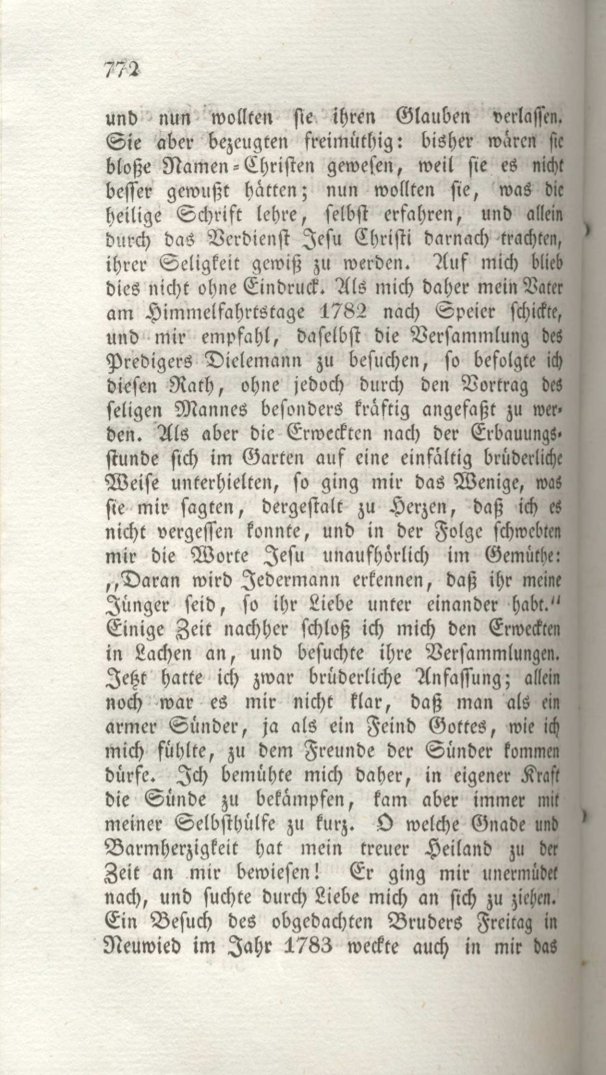 772
und nun wollten sie ihren Glauben verlassen.
Sie aber bezeugten freimüthig: bisher wären sie
bloße Namen-Christen gewesen, weil sie es nicht
besser gewußt hätten; nun wollten sie, was die
heilige Schrift lehre, selbst erfahren, und allein
durch das Verdienst Jesu Christi darnach trachten,
ihrer Seligkeit gewiß zu werden. Auf mich blieb
dies nicht ohne Eindruck. Als mich daher mein Vater
am Himmelfahrtstage 1782 nach Speier schickte,
und mir empfahl, daselbst die Versammlung des
Predigers Dielemann zu besuchen, so befolgte ich
diesen Rath, ohne jedoch durch den Vortrag des
seligen Mannes besonders kräftig angefaßt zu wer-
den. Als aber die Erweckten nach der Erbauungs-
stunde sich im Garten auf eine einfältig brüderliche
Weise unterhielten, so ging mir das Wenige, was
sie mir sagten, dergestalt zu Herzen, daß ich es
nicht vergessen konnte, und in der Folge schwebten
mir die Worte Jesu unaufhörlich im Gemüthe:
„Daran wird Jedermann erkennen, daß ihr meine
Jünger seid, so ihr Liebe unter einander habt."
Einige Zeit nachher schloß ich mich den Erweckten
in Lachen an, und besuchte ihre Versammlungen.
Jetzt hatte ich zwar brüderliche Anfassung; allein
noch war es mir nicht klar, daß man als ein
armer Sünder, ja als ein Feind Gottes, wie ich
mich fühlte, zu dem Freunde der Sünder kommen
dürfe. Ich bemühte mich daher, in eigener Kraft
die Sünde zu bekämpfen, kam aber immer mit
meiner Selbsthülfe zu kurz. O welche Gnade und
Barmherzigkeit hat mein treuer Heiland zu der
Zeit an mir bewiesen! Er ging mir unermüdet
nach, und suchte durch Liebe mich an sich zu ziehen.
Ein Besuch des obgedachten Bruders Freitag in
Neuwied im Jahr 1783 weckte auch in mir das